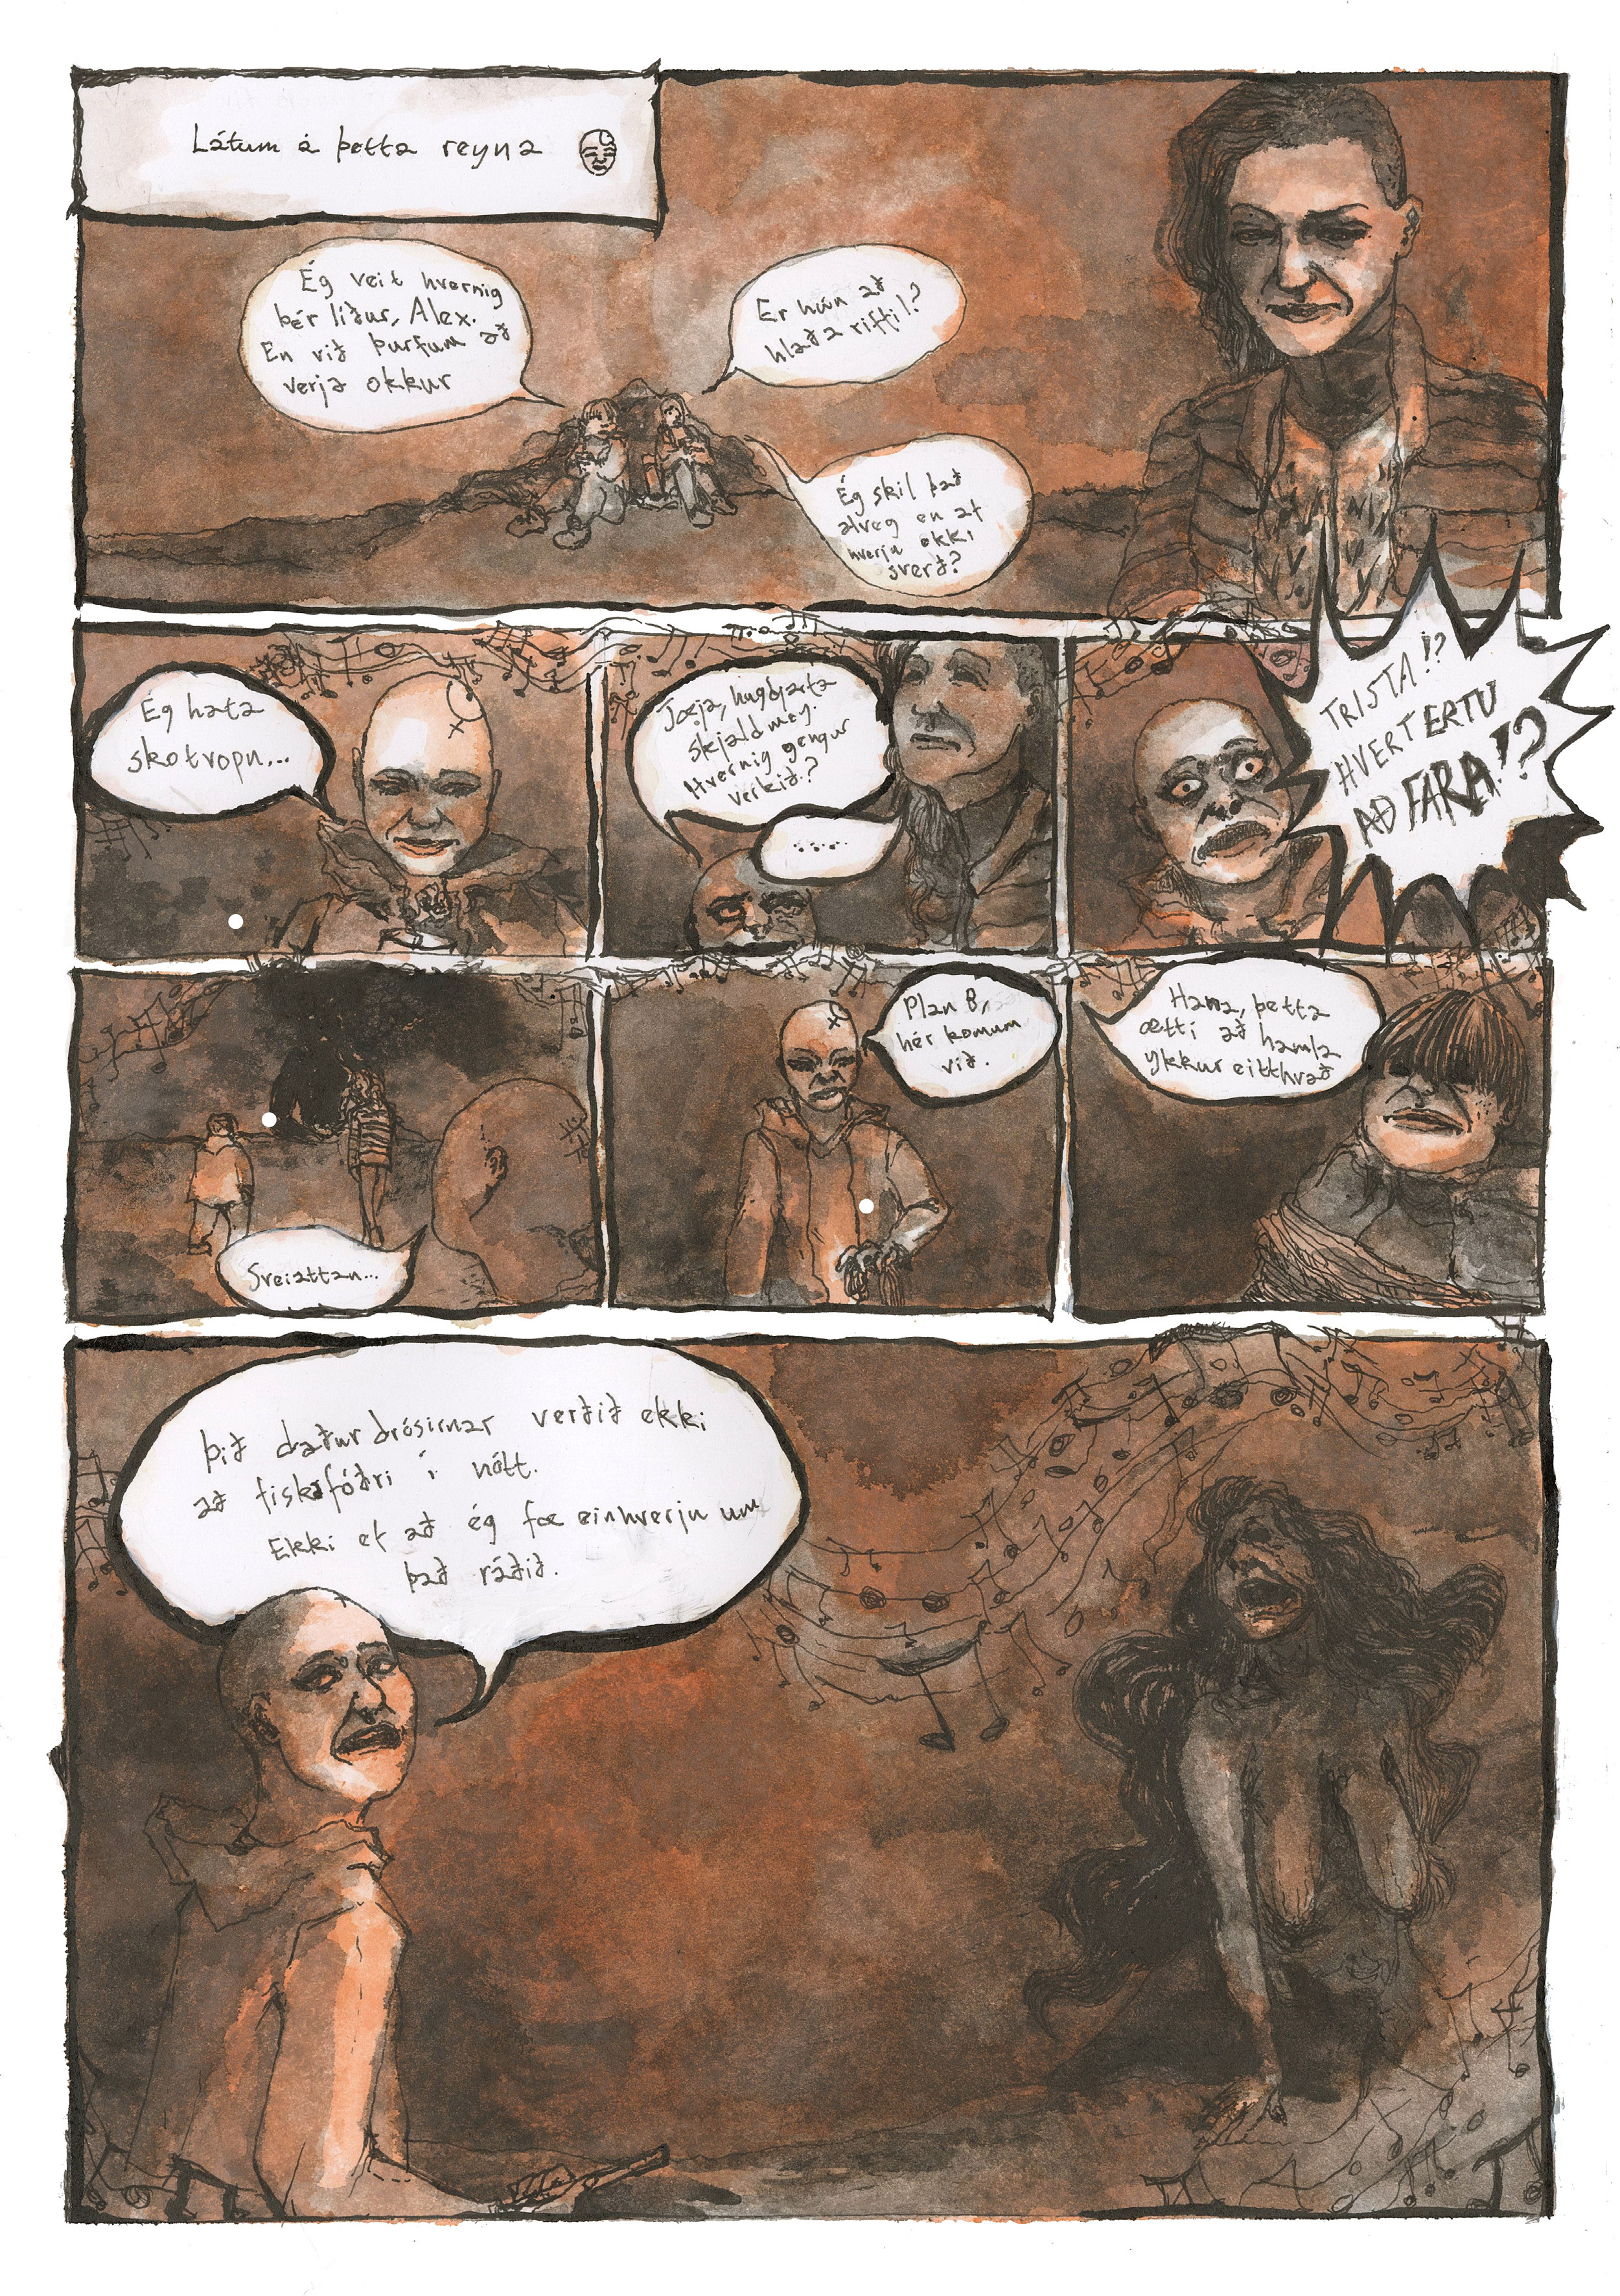 Látum á þetta reyna
Ég veit hvernig
þér líður, Alex.
En við þurfum að
verja okkur
Er hún að
hlaða riffil?
Ég skil það
alveg en af
hverju ekki
sverð?
Ég hata
skotvopn...
Jæja, hugdjarfa
skjaldmey.
Hvernig gengur
verkið?
.....
TRISTA!?
HVERT ERTU
AÐ FARA!?
Sveiattan...
Plan B,
hér komum
við.
Hana, þetta
ætti að hamla
ykkur eitthvað
Þið daðurdrósirnar verðið ekki
að fiskafóðri í nótt.
Ekki ef að ég fæ einhverju um
það ráðið.